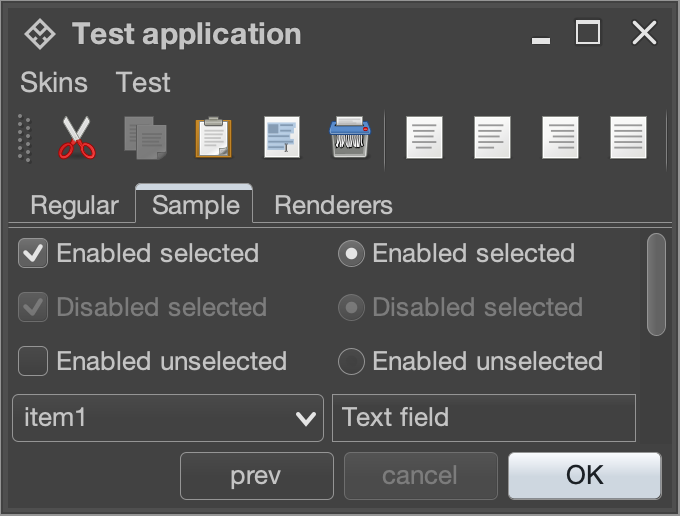 Test application
Skins Test
Regular Sample Renderers
Enabled selected Enabled selected
Disabled selected Disabled selected
Enabled unselected Enabled unselected
item1 Text field
prev cancel OK